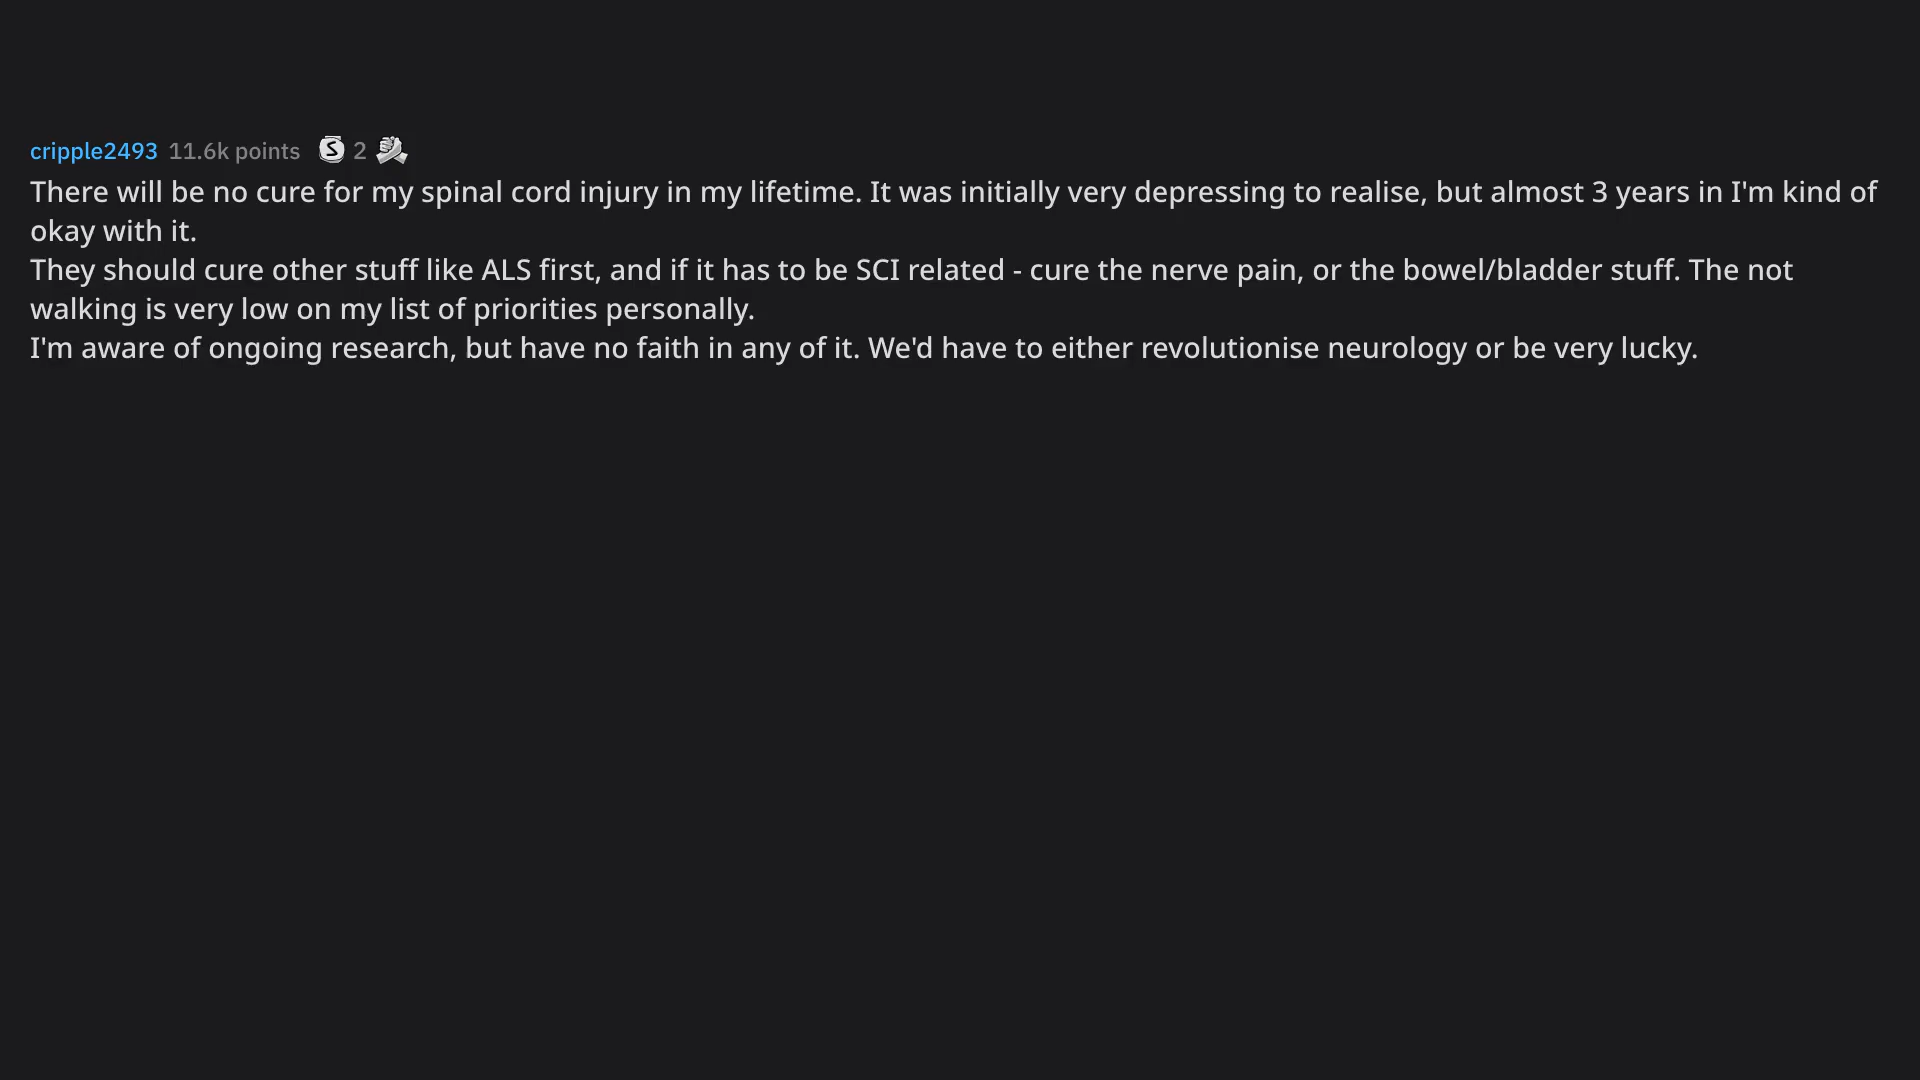 cripple2493 11.6k points S 2
There will be no cure for my spinal cord injury in my lifetime. It was initially very depressing to realise, but almost 3 years in I'm kind of
okay with it.
They should cure other stuff like ALS first, and if it has to be SCI related - cure the nerve pain, or the bowel/bladder stuff. The not
walking is very low on my list of priorities personally.
I'm aware of ongoing research, but have no faith in any of it. We'd have to either revolutionise neurology or be very lucky.